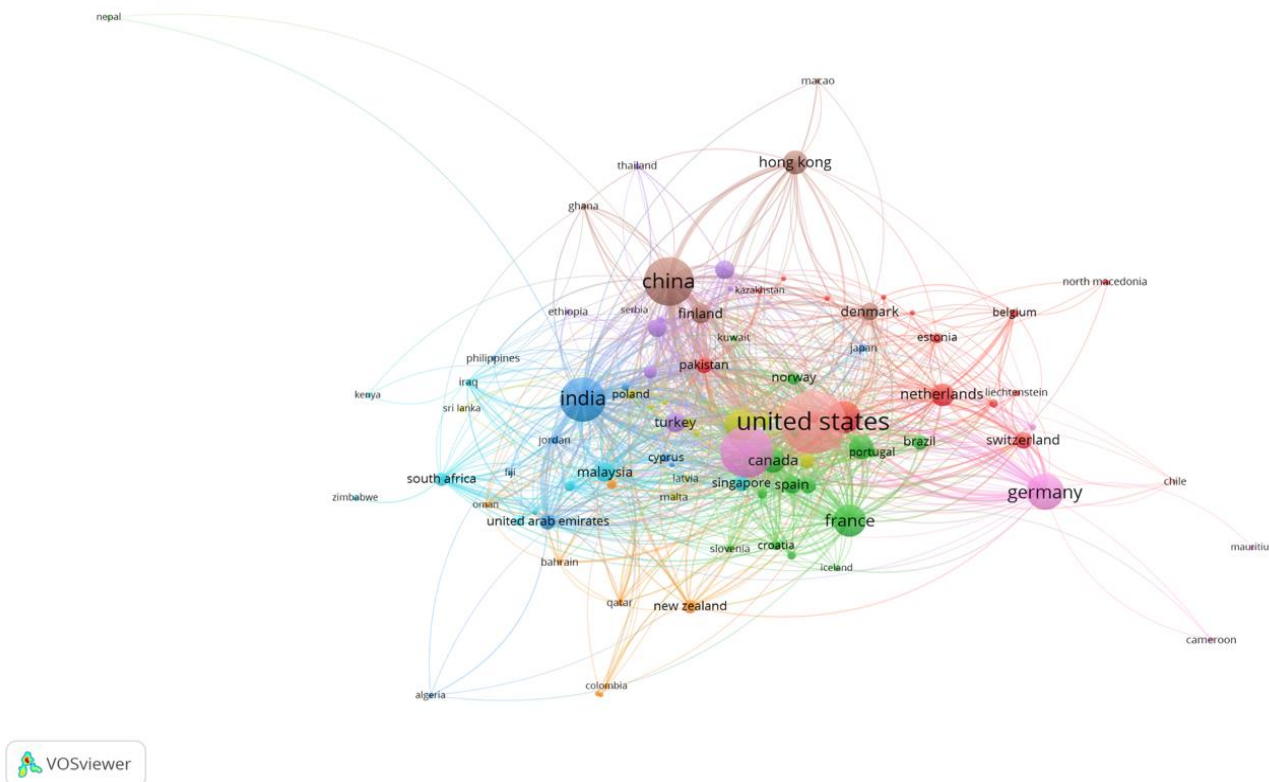 nepal
macao
hong kong
thailand
ghana
china
kazakhstan
north macedonia
serbia
ethiopia
finland
denmark
belgium
kuwait
estonia
japan
philippines
pakistan
norway
iraq
kenya
india
poland
netherlands
liechtenstein
sri lanka
turkey
united states
jordan
brazil
switzerland
portugal
cyprus
canada
fiji
malaysia
south africa
latvia
singapore
spain
chile
germany
zimbabwe
malta
oman
united arab emirates
france
slovenia
croatia
mauritiu
bahrain
iceland
qatar
new zealand
cameroon
colombia
algeria
VOSviewer